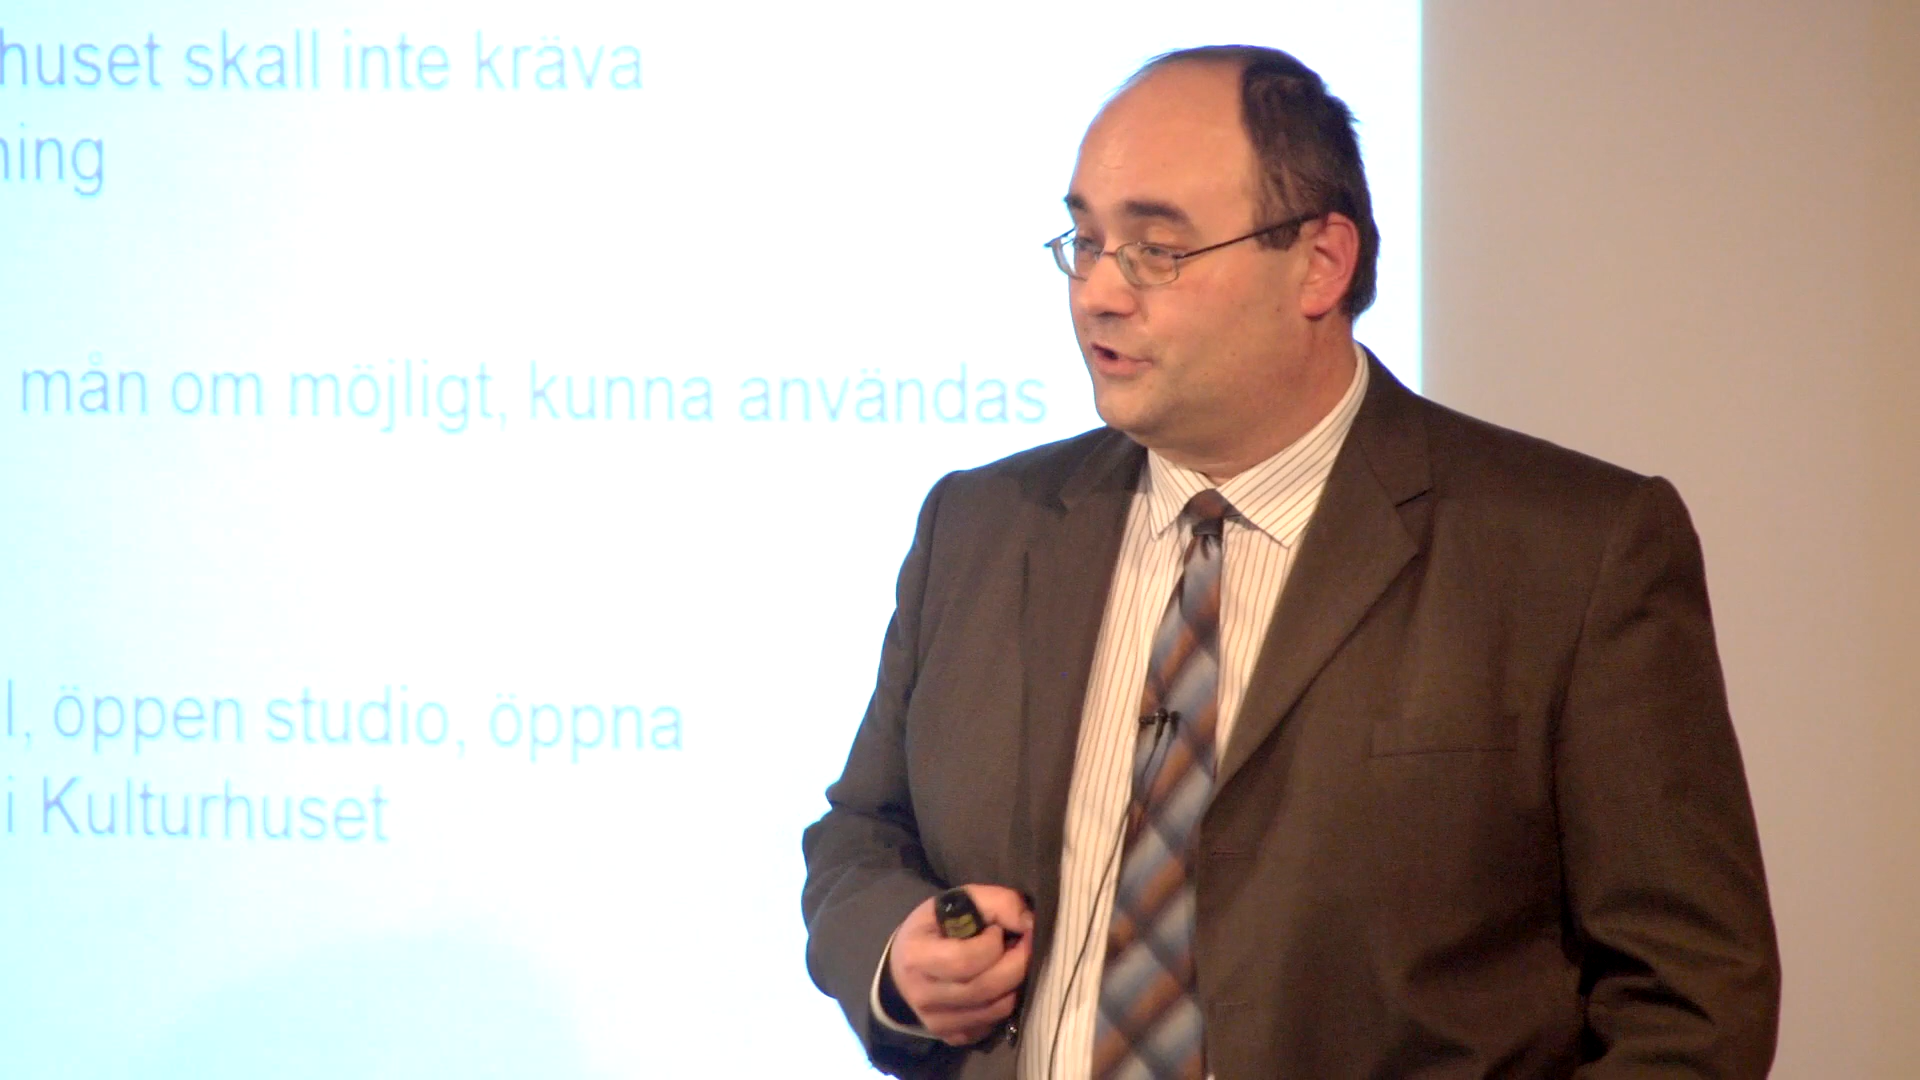 huset skall inte kräva
ning
mån om möjligt, kunna användas
l, öppen studio, öppna
i Kulturhuset